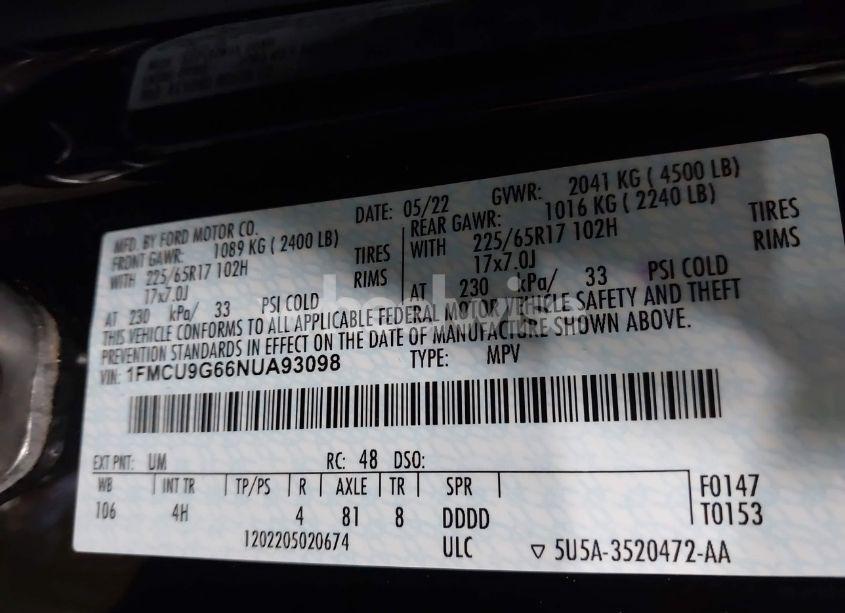 MFD. BY FORD MOTOR CO. DATE: 05/22 GVWR: 2041 KG ( 4500 LB)
FRONT GAWR: 1089 KG ( 2400 LB) REAR GAWR: 1016 KG ( 2240 LB)
WITH 225/65R17 102H TIRES WITH 225/65R17 102H TIRES
17x7.0J RIMS 17x7.0J RIMS
AT 230 kPa/ 33 PSI COLD AT 230 kPa/ 33 PSI COLD
THIS VEHICLE CONFORMS TO ALL APPLICABLE FEDERAL MOTOR VEHICLE SAFETY AND THEFT
PREVENTION STANDARDS IN EFFECT ON THE DATE OF MANUFACTURE SHOWN ABOVE.
VIN: 1FMCU9G66NUA93098 TYPE: MPV
EXT PNT: UM RC: 48 DSO:
WB INT TR TP/PS R AXLE TR SPR F0147
106 4H 4 81 8 DDDD T0153
1202205020674 ULC ▽ 5U5A-3520472-AA